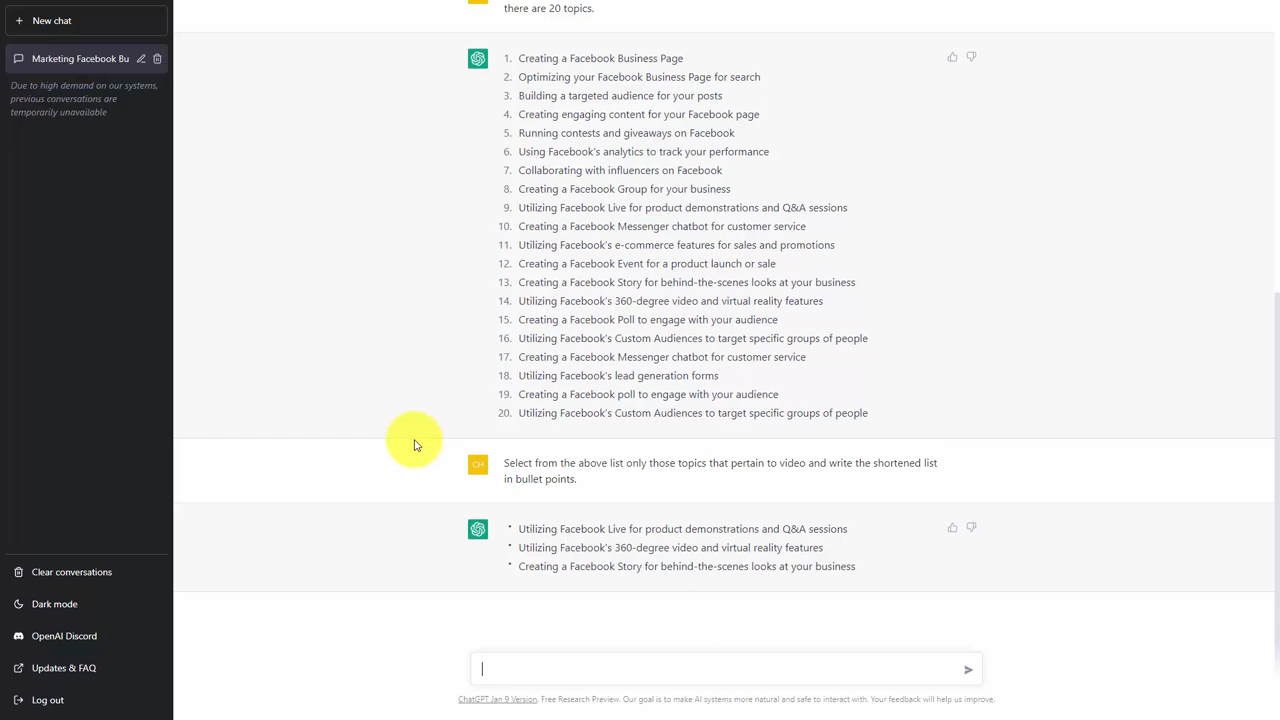 New chat
Marketing Facebook Bu
Due to high demand on our systems,
previous conversations are
temporarily unavailable
Clear conversations
Dark mode
OpenAI Discord
Updates & FAQ
Log out
there are 20 topics.
1. Creating a Facebook Business Page
2. Optimizing your Facebook Business Page for search
3. Building a targeted audience for your posts
4. Creating engaging content for your Facebook page
5. Running contests and giveaways on Facebook
6. Using Facebook's analytics to track your performance
7. Collaborating with influencers on Facebook
8. Creating a Facebook Group for your business
9. Utilizing Facebook Live for product demonstrations and Q&A sessions
10. Creating a Facebook Messenger chatbot for customer service
11. Utilizing Facebook's e-commerce features for sales and promotions
12. Creating a Facebook Event for a product launch or sale
13. Creating a Facebook Story for behind-the-scenes looks at your business
14. Utilizing Facebook's 360-degree video and virtual reality features
15. Creating a Facebook Poll to engage with your audience
16. Utilizing Facebook's Custom Audiences to target specific groups of people
17. Creating a Facebook Messenger chatbot for customer service
18. Utilizing Facebook's lead generation forms
19. Creating a Facebook poll to engage with your audience
20. Utilizing Facebook's Custom Audiences to target specific groups of people
CH
Select from the above list only those topics that pertain to video and write the shortened list
in bullet points.
• Utilizing Facebook Live for product demonstrations and Q&A sessions
• Utilizing Facebook's 360-degree video and virtual reality features
• Creating a Facebook Story for behind-the-scenes looks at your business
ChatGPT Jan 9 Version. Free Research Preview. Our goal is to make AI systems more natural and safe to interact with. Your feedback will help us improve.